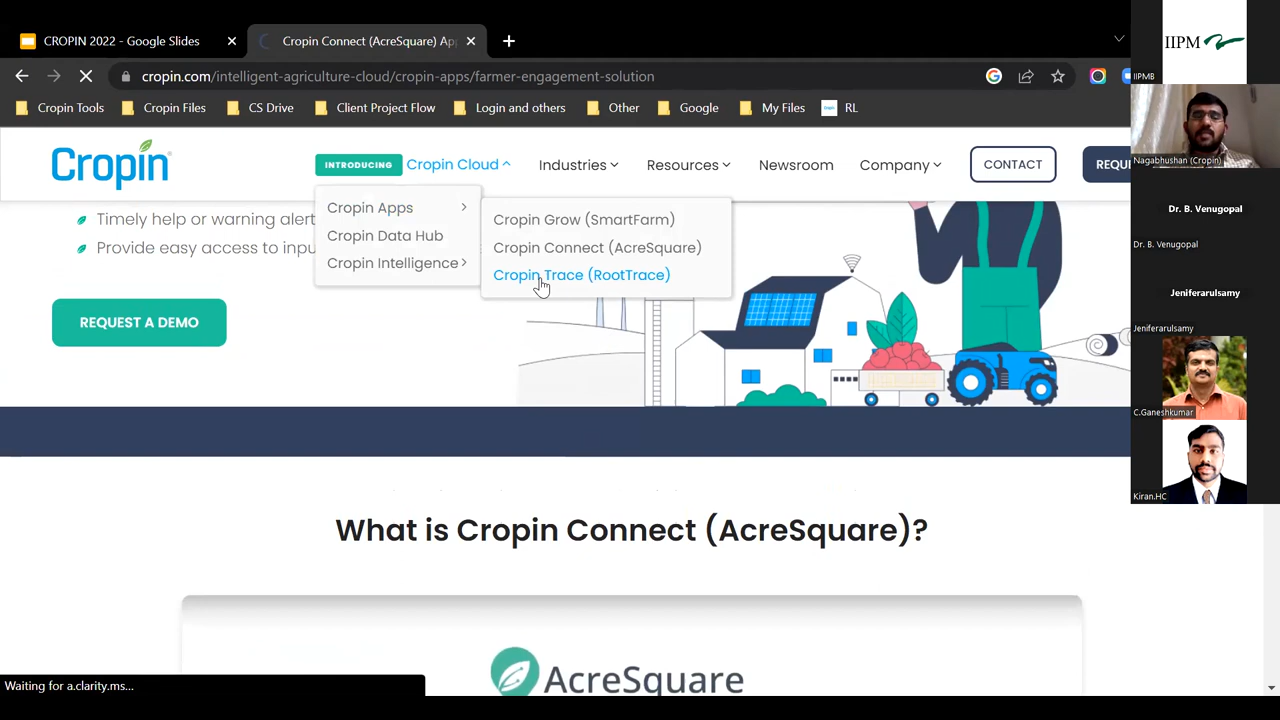 CROPIN 2022 - Google Slides
Cropin Connect (AcreSquare) Ap
cropin.com/intelligent-agriculture-cloud/cropin-apps/farmer-engagement-solution
Cropin Tools
Cropin Files
CS Drive
Client Project Flow
Login and others
Other
Google
My Files
RL
Cropin
INTRODUCING
Cropin Cloud
Industries
Resources
Newsroom
Company
CONTACT
REQU
Cropin Apps
Cropin Data Hub
Cropin Intelligence
Cropin Grow (SmartFarm)
Cropin Connect (AcreSquare)
Cropin Trace (RootTrace)
Timely help or warning alert
Provide easy access to inpu
REQUEST A DEMO
What is Cropin Connect (AcreSquare)?
AcreSquare
Waiting for a.clarity.ms...
IIPM
IIPMB
Nagabhushan (Cropin)
Dr. B. Venugopal
Dr. B. Venugopal
Jeniferarulsamy
Jeniferarulsamy
C.Ganeshkumar
Kiran.HC